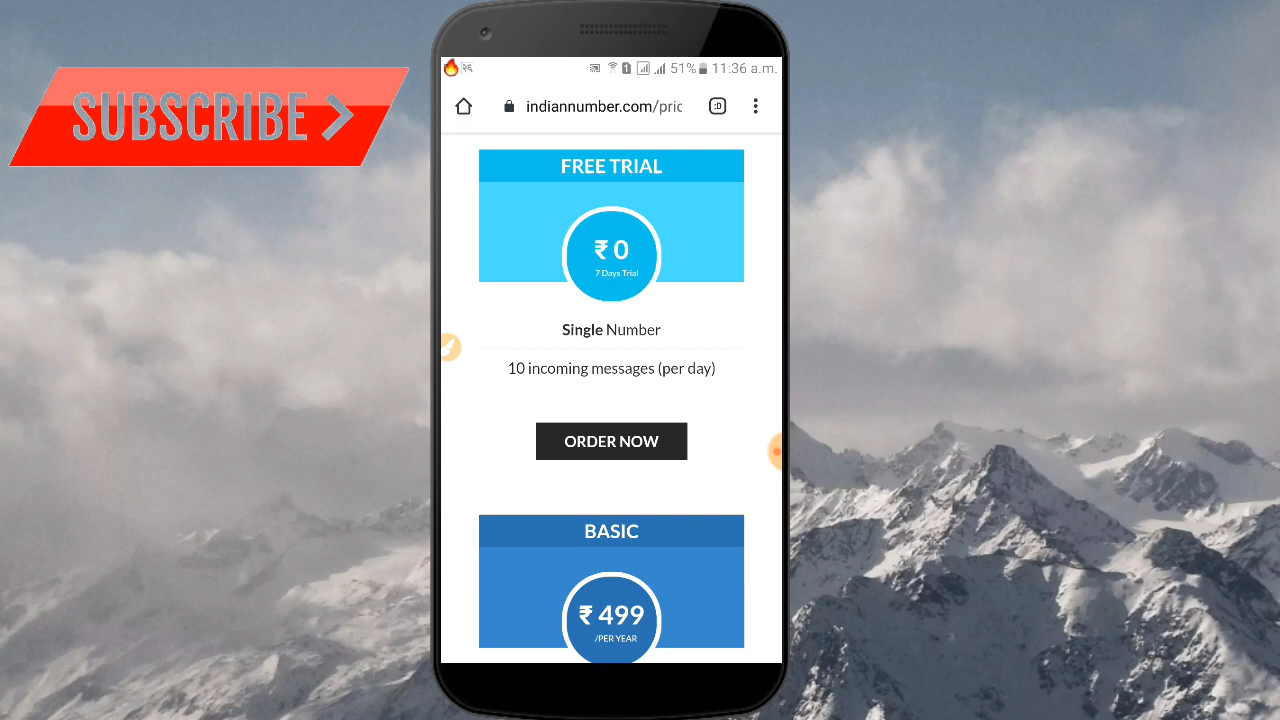 SUBSCRIBE
51% 11:36 a.m.
indiannumber.com/pric
:D
FREE TRIAL
₹ 0
7 Days Trial
Single Number
10 incoming messages (per day)
ORDER NOW
BASIC
₹ 499
/PER YEAR